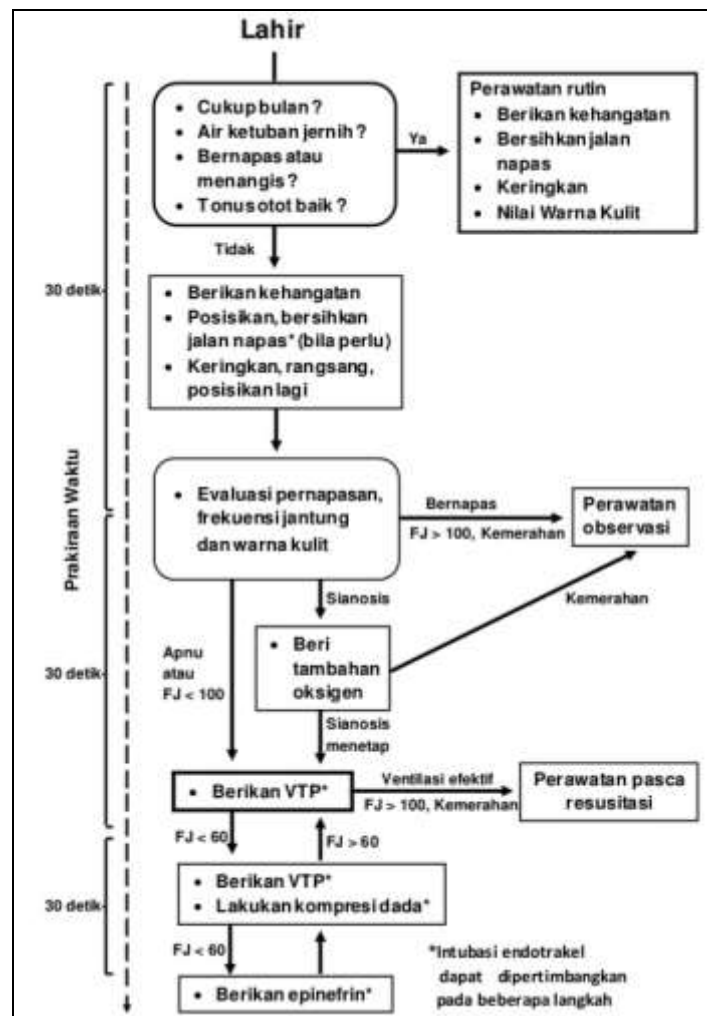 Lahir
• Cukup bulan ?
• Air ketuban jernih ?
• Bernapas atau
menangis ?
• Tonus otot baik ?
Ya
Perawatan rutin
• Berikan kehangatan
• Bersihkan jalan
napas
• Keringkan
• Nilai Warna Kulit
Tidak
30 detik
• Berikan kehangatan
• Posisikan, bersihkan
jalan napas* (bila perlu)
• Keringkan, rangsang,
posisikan lagi
Prakiraan Waktu
• Evaluasi pernapasan,
frekuensi jantung
dan warna kulit
Bernapas
FJ > 100, Kemerahan
Perawatan
observasi
Sianosis
Kemerahan
30 detik
Apnu
atau
FJ < 100
• Beri
tambahan
oksigen
Sianosis
menetap
• Berikan VTP*
Ventilasi efektif
FJ > 100, Kemerahan
Perawatan pasca
resusitasi
FJ < 60
FJ > 60
30 detik
• Berikan VTP*
• Lakukan kompresi dada*
FJ < 60
• Berikan epinefrin*
*Intubasi endotrakel
dapat dipertimbangkan
pada beberapa langkah